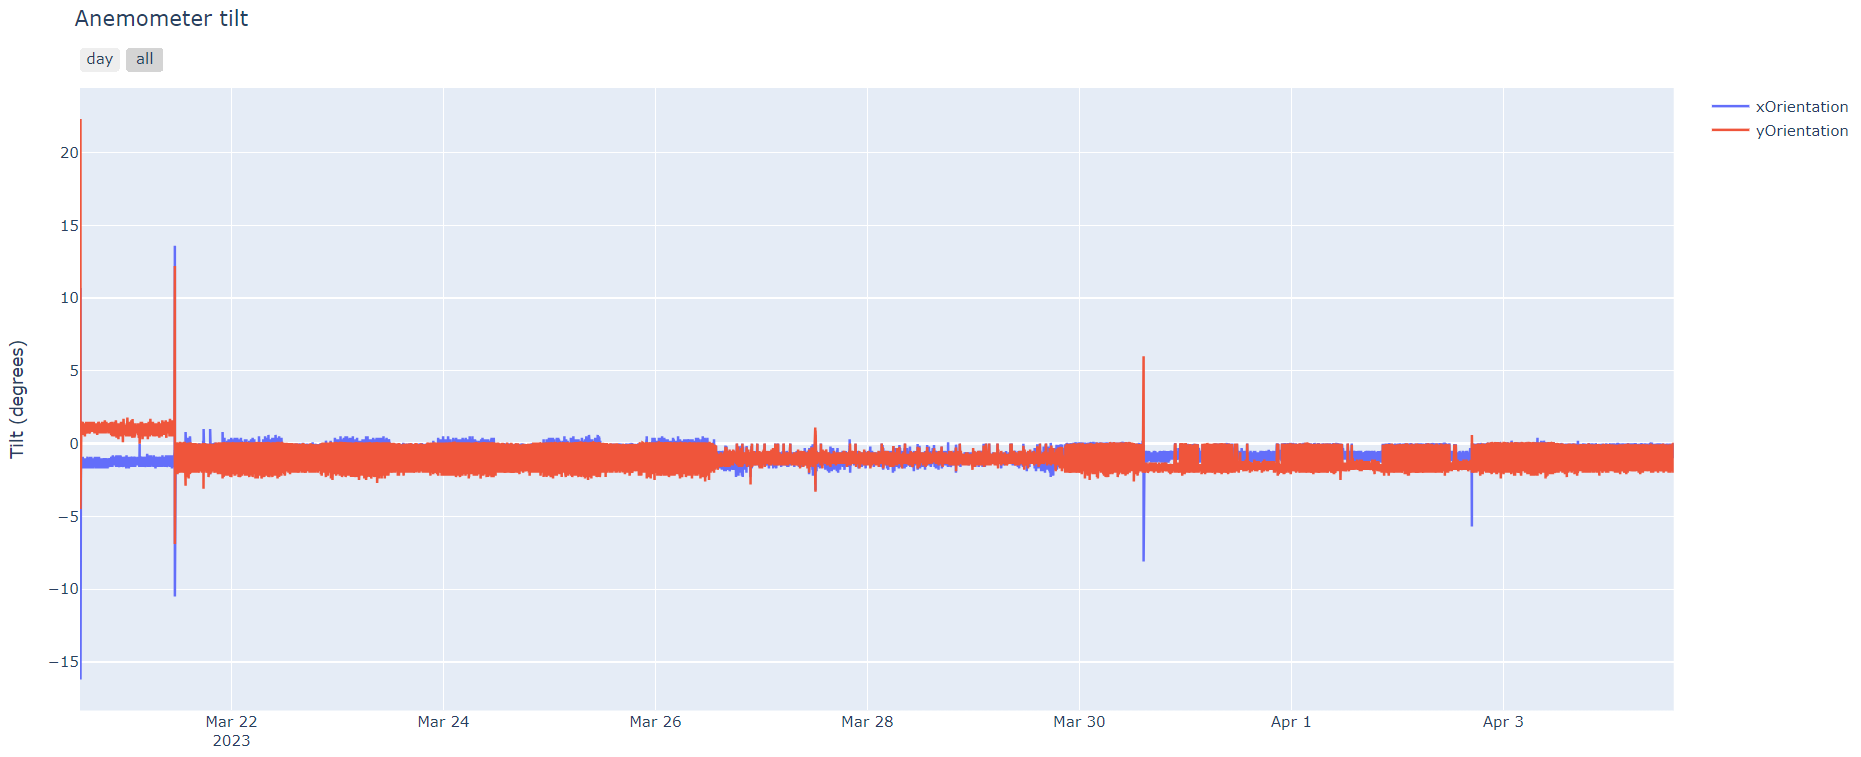 Anemometer tilt
day all
xOrientation
yOrientation
20
15
10
5
0
−5
−10
−15
Tilt (degrees)
Mar 22 Mar 24 Mar 26 Mar 28 Mar 30 Apr 1 Apr 3
2023